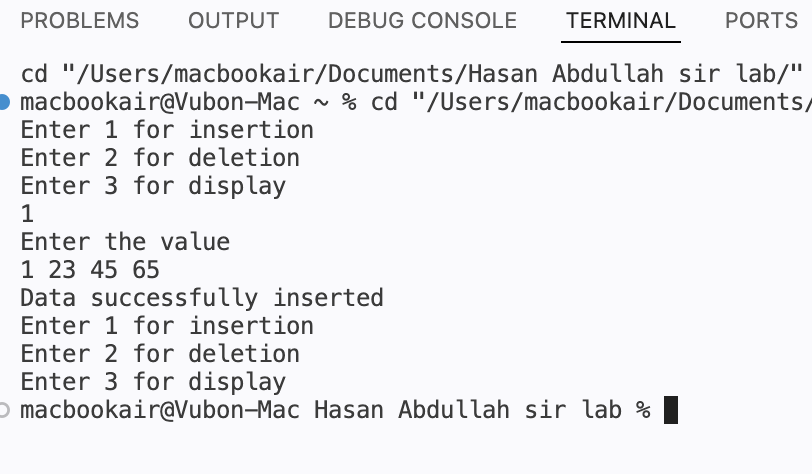 PROBLEMS OUTPUT DEBUG CONSOLE TERMINAL PORTS
cd "/Users/macbookair/Documents/Hasan Abdullah sir lab/"
macbookair@Vubon-Mac ~ % cd "/Users/macbookair/Documents/
Enter 1 for insertion
Enter 2 for deletion
Enter 3 for display
1
Enter the value
1 23 45 65
Data successfully inserted
Enter 1 for insertion
Enter 2 for deletion
Enter 3 for display
macbookair@Vubon-Mac Hasan Abdullah sir lab %